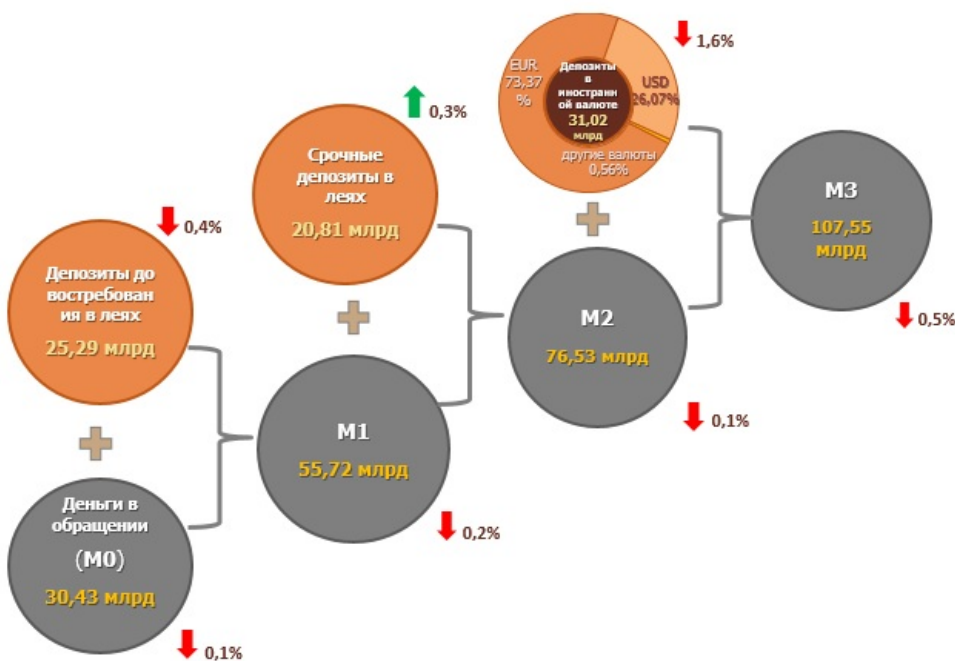 Депозиты до
востребован
ия в леях
25,29 млрд
0,4%
Деньги в
обращении
(M0)
30,43 млрд
0,1%
Срочные
депозиты в
леях
20,81 млрд
0,3%
M1
55,72 млрд
0,2%
EUR
73,37
%
Депозиты
в
иностранн
ой валюте
31,02
млрд
USD
26,07%
другие валюты
0,56%
1,6%
M2
76,53 млрд
0,1%
M3
107,55
млрд
0,5%